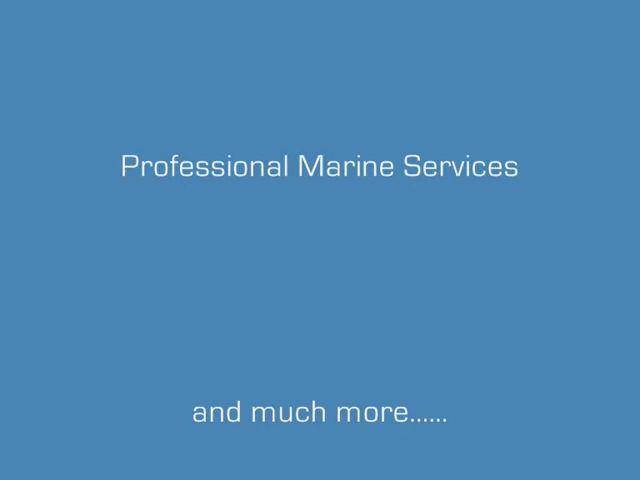 Professional Marine Services
and much more......